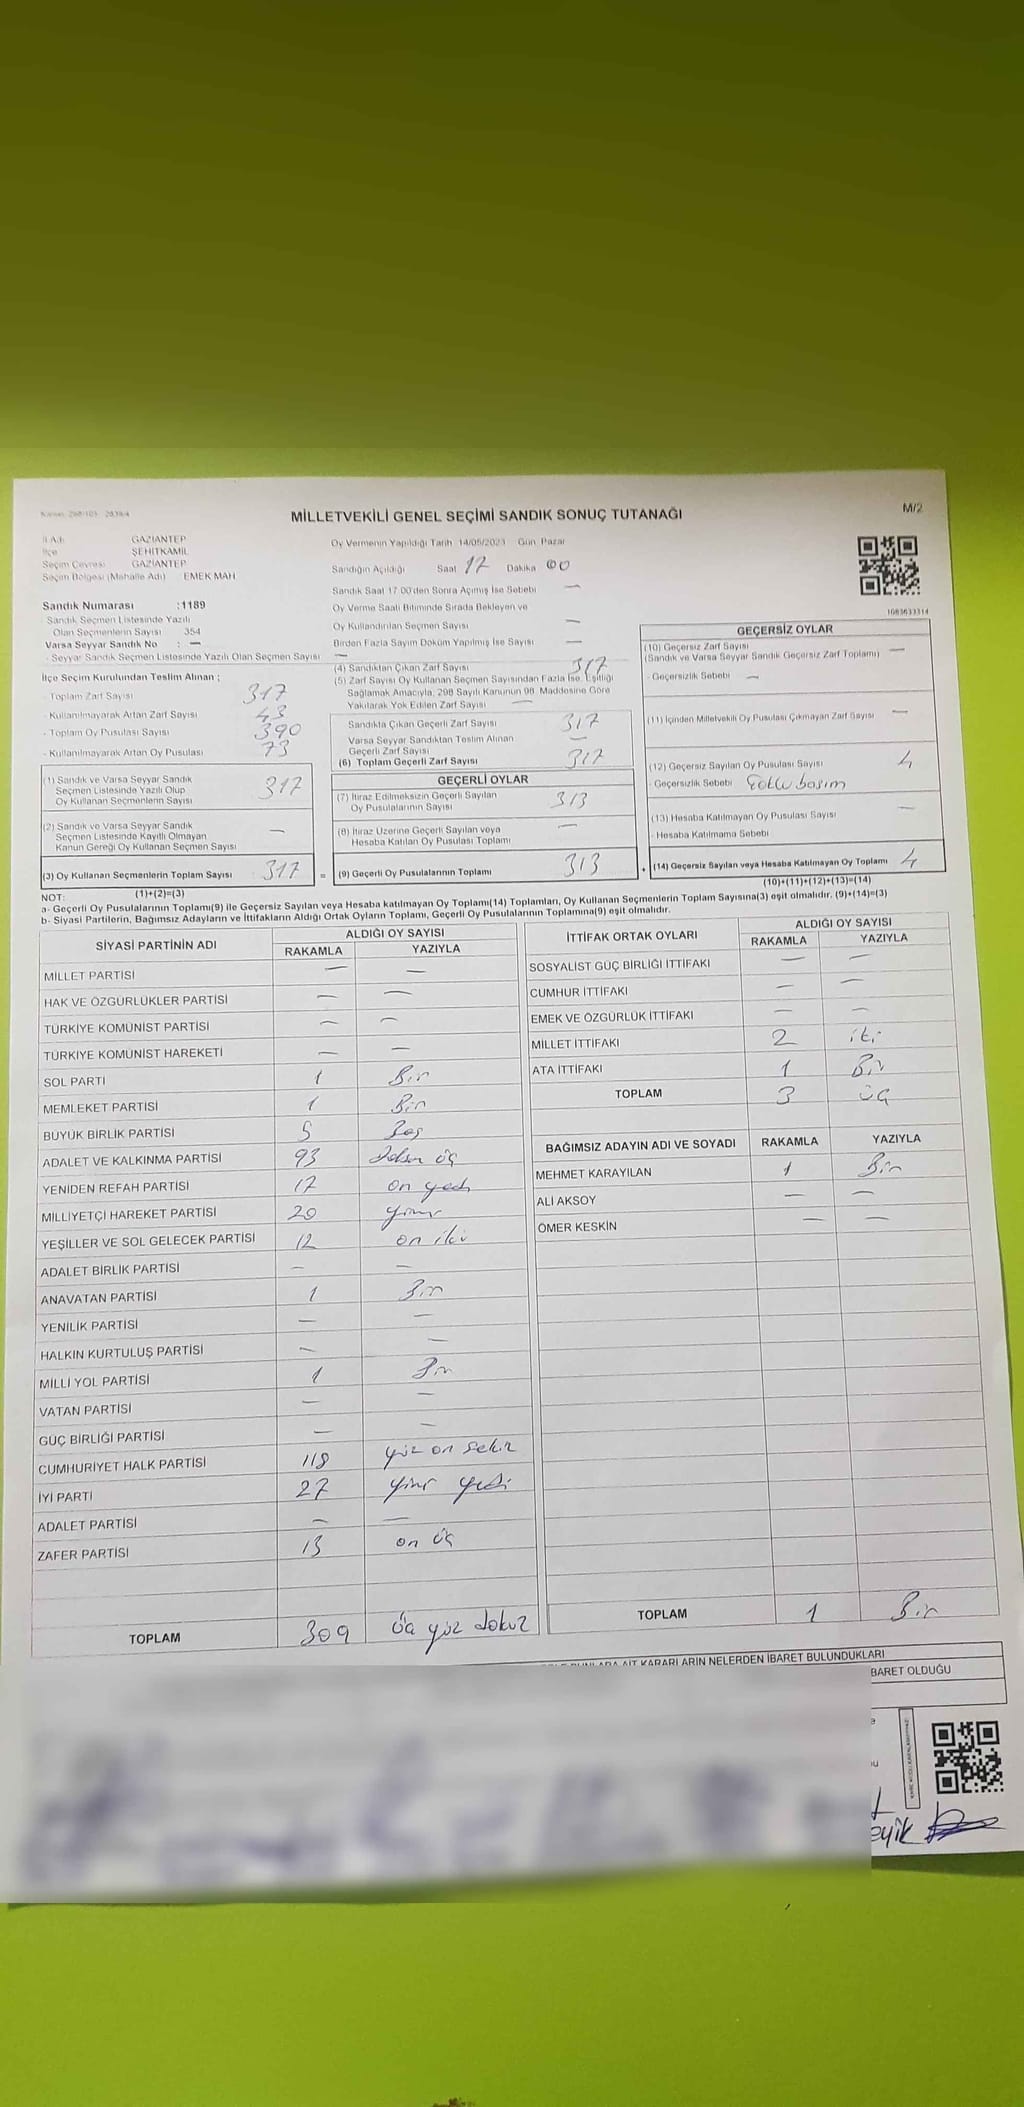 MİLLETVEKİLİ GENEL SEÇİMİ SANDIK SONUÇ TUTANAĞI
M/2
İl Adı GAZİANTEP
İlçe ŞEHİTKAMİL
Seçim Çevresi GAZİANTEP
Seçim Bölgesi (Mahalle Adı) EMEK MAH
Sandık Numarası :1189
Sandık Seçmen Listesinde Yazılı
Olan Seçmenlerin Sayısı 354
Varsa Seyyar Sandık No : —
- Seyyar Sandık Seçmen Listesinde Yazılı Olan Seçmen Sayısı —
Oy Vermenin Yapıldığı Tarih 14/05/2023 Gün Pazar
Sandığın Açıldığı Saat 17 Dakika 00
Sandık Saat 17.00'den Sonra Açmış İse Sebebi —
Oy Verme Saati Bitiminde Sırada Bekleyen ve
Oy Kullandırılan Seçmen Sayısı —
Birden Fazla Sayım Döküm Yapılmış İse Sayısı —
1083633314
İlçe Seçim Kurulundan Teslim Alınan ;
- Toplam Zarf Sayısı 317
- Kullanılmayarak Artan Zarf Sayısı 43
- Toplam Oy Pusulası Sayısı 390
- Kullanılmayarak Artan Oy Pusulası 73
(1) Sandık ve Varsa Seyyar Sandık
Seçmen Listesinde Yazılı Olup
Oy Kullanan Seçmenlerin Sayısı 317
(2) Sandık ve Varsa Seyyar Sandık
Seçmen Listesinde Kayıtlı Olmayan
Kanun Gereği Oy Kullanan Seçmen Sayısı —
(3) Oy Kullanan Seçmenlerin Toplam Sayısı 317 =
(1)+(2)=(3)
(4) Sandıktan Çıkan Zarf Sayısı 317
(5) Zarf Sayısı Oy Kullanan Seçmen Sayısından Fazla İse, Eşitliği
Sağlamak Amacıyla, 298 Sayılı Kanunun 98. Maddesine Göre
Yakılarak Yok Edilen Zarf Sayısı —
Sandıkta Çıkan Geçerli Zarf Sayısı 317
Varsa Seyyar Sandıktan Teslim Alınan
Geçerli Zarf Sayısı —
(6) Toplam Geçerli Zarf Sayısı 317
GEÇERLİ OYLAR
(7) İtiraz Edilmeksizin Geçerli Sayılan
Oy Pusulalarının Sayısı 313
(8) İtiraz Üzerine Geçerli Sayılan veya
Hesaba Katılan Oy Pusulası Toplamı —
(9) Geçerli Oy Pusulalarının Toplamı 313 +
GEÇERSİZ OYLAR
(10) Geçersiz Zarf Sayısı
(Sandık ve Varsa Seyyar Sandık Geçersiz Zarf Toplamı) —
- Geçersizlik Sebebi —
(11) İçinden Milletvekili Oy Pusulası Çıkmayan Zarf Sayısı —
(12) Geçersiz Sayılan Oy Pusulası Sayısı 4
- Geçersizlik Sebebi basım
(13) Hesaba Katılmayan Oy Pusulası Sayısı —
- Hesaba Katılmama Sebebi
(14) Geçersiz Sayılan veya Hesaba Katılmayan Oy Toplamı 4
(10)+(11)+(12)+(13)=(14)
NOT:
a- Geçerli Oy Pusulalarının Toplamı(9) ile Geçersiz Sayılan veya Hesaba katılmayan Oy Toplamı(14) Toplamları, Oy Kullanan Seçmenlerin Toplam Sayısına(3) eşit olmalıdır. (9)+(14)=(3)
b- Siyasi Partilerin, Bağımsız Adayların ve İttifakların Aldığı Ortak Oyların Toplamı, Geçerli Oy Pusulalarının Toplamına(9) eşit olmalıdır.
SİYASİ PARTİNİN ADI ALDIĞI OY SAYISI
RAKAMLA YAZIYLA
MİLLET PARTİSİ — —
HAK VE ÖZGÜRLÜKLER PARTİSİ — —
TÜRKİYE KOMÜNİST PARTİSİ — —
TÜRKİYE KOMÜNİST HAREKETİ — —
SOL PARTİ 1 Bir
MEMLEKET PARTİSİ 1 Bir
BÜYÜK BİRLİK PARTİSİ 5 Beş
ADALET VE KALKINMA PARTİSİ 93 üç
YENİDEN REFAH PARTİSİ 17 on yedi
MİLLİYETÇİ HAREKET PARTİSİ 20 yirmi
YEŞİLLER VE SOL GELECEK PARTİSİ 12 on iki
ADALET BİRLİK PARTİSİ — —
ANAVATAN PARTİSİ 1 Bir
YENİLİK PARTİSİ — —
HALKIN KURTULUŞ PARTİSİ — —
MİLLİ YOL PARTİSİ 1 Bir
VATAN PARTİSİ — —
GÜÇ BİRLİĞİ PARTİSİ — —
CUMHURİYET HALK PARTİSİ 118 yüz on sekiz
İYİ PARTİ 27 yirmi yedi
ADALET PARTİSİ — —
ZAFER PARTİSİ 13 on üç
TOPLAM 309 üç yüz dokuz
İTTİFAK ORTAK OYLARI ALDIĞI OY SAYISI
RAKAMLA YAZIYLA
SOSYALİST GÜÇ BİRLİĞİ İTTİFAKI — —
CUMHUR İTTİFAKI — —
EMEK VE ÖZGÜRLÜK İTTİFAKI — —
MİLLET İTTİFAKI 2 iki
ATA İTTİFAKI 1 Bir
TOPLAM 3 üç
BAĞIMSIZ ADAYIN ADI VE SOYADI RAKAMLA YAZIYLA
MEHMET KARAYILAN 1 Bir
ALİ AKSOY — —
ÖMER KESKİN — —
TOPLAM 1 Bir
KARARLARIN NELERDEN İBARET BULUNDUKLARI
BARET OLDUĞU
eyik